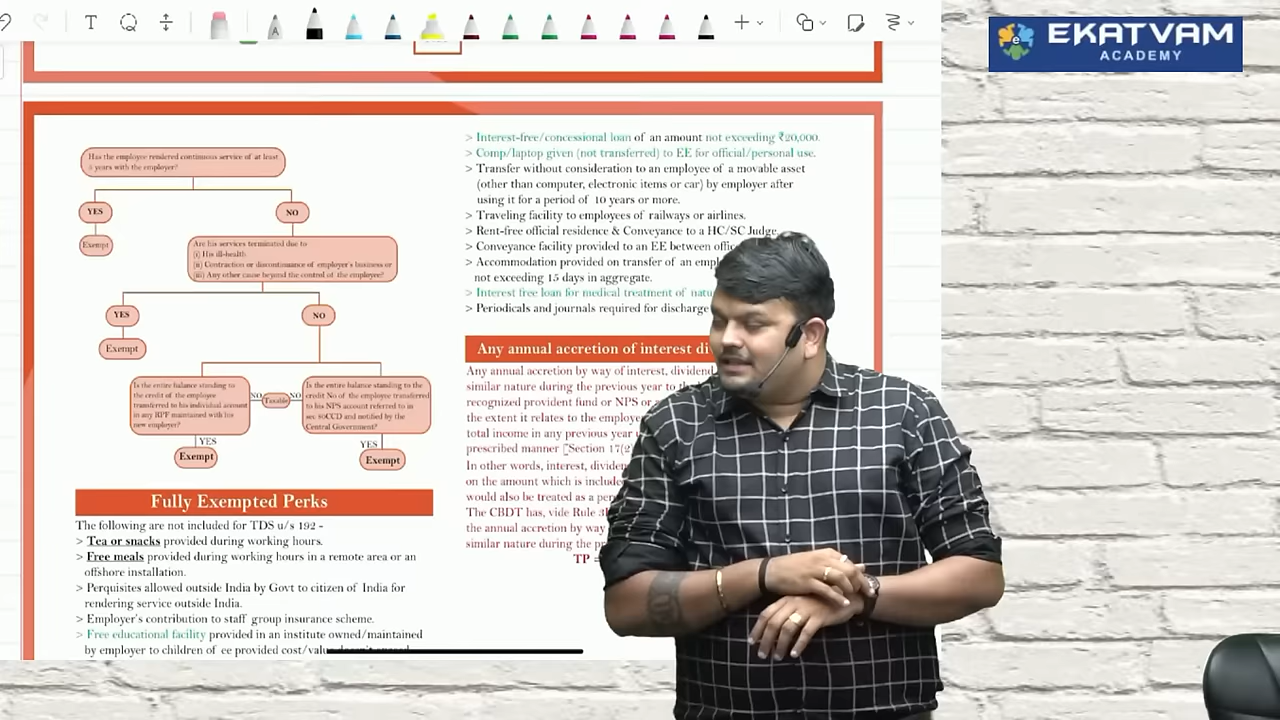 T
A
EKATVAM
ACADEMY
Has the employee rendered continuous service of at least
5 years with the employer?
YES
NO
Exempt
Are his services terminated due to
(i) His ill-health
(ii) Contraction or discontinuance of employer's business or
(iii) Any other cause beyond the control of the employee?
YES
NO
Exempt
Is the entire balance standing to
the credit of the employee
transferred to his individual account
in any RPF maintained with his
new employer?
NO
Taxable
NO
Is the entire balance standing to the
credit No of the employee transferred
to his NPS account referred to in
sec 80CCD and notified by the
Central Government?
YES
Exempt
YES
Exempt
Fully Exempted Perks
The following are not included for TDS u/s 192 -
> Tea or snacks provided during working hours.
> Free meals provided during working hours in a remote area or an
offshore installation.
> Perquisites allowed outside India by Govt to citizen of India for
rendering service outside India.
> Employer's contribution to staff group insurance scheme.
> Free educational facility provided in an institute owned/maintained
by employer to children of ee provided cost/value
> Interest-free/concessional loan of an amount not exceeding ₹20,000.
> Comp/laptop given (not transferred) to EE for official/personal use.
> Transfer without consideration to an employee of a movable asset
(other than computer, electronic items or car) by employer after
using it for a period of 10 years or more.
> Traveling facility to employees of railways or airlines.
> Rent-free official residence & Conveyance to a HC/SC Judge
> Conveyance facility provided to an EE between
> Accommodation provided on transfer of an
not exceeding 15 days in aggregate.
> Interest free loan for medical treatment of
> Periodicals and journals required for discharge
Any annual accretion of interest
Any annual accretion by way of interest, dividend
similar nature during the previous year to the
recognized provident fund or NPS or
the extent it relates to the
total income in any previous year
prescribed manner [Section
In other words, interest,
on the amount which is
would also be treated as a
The CBDT has, vide Rule
the annual accretion by way
similar nature during the
TP =